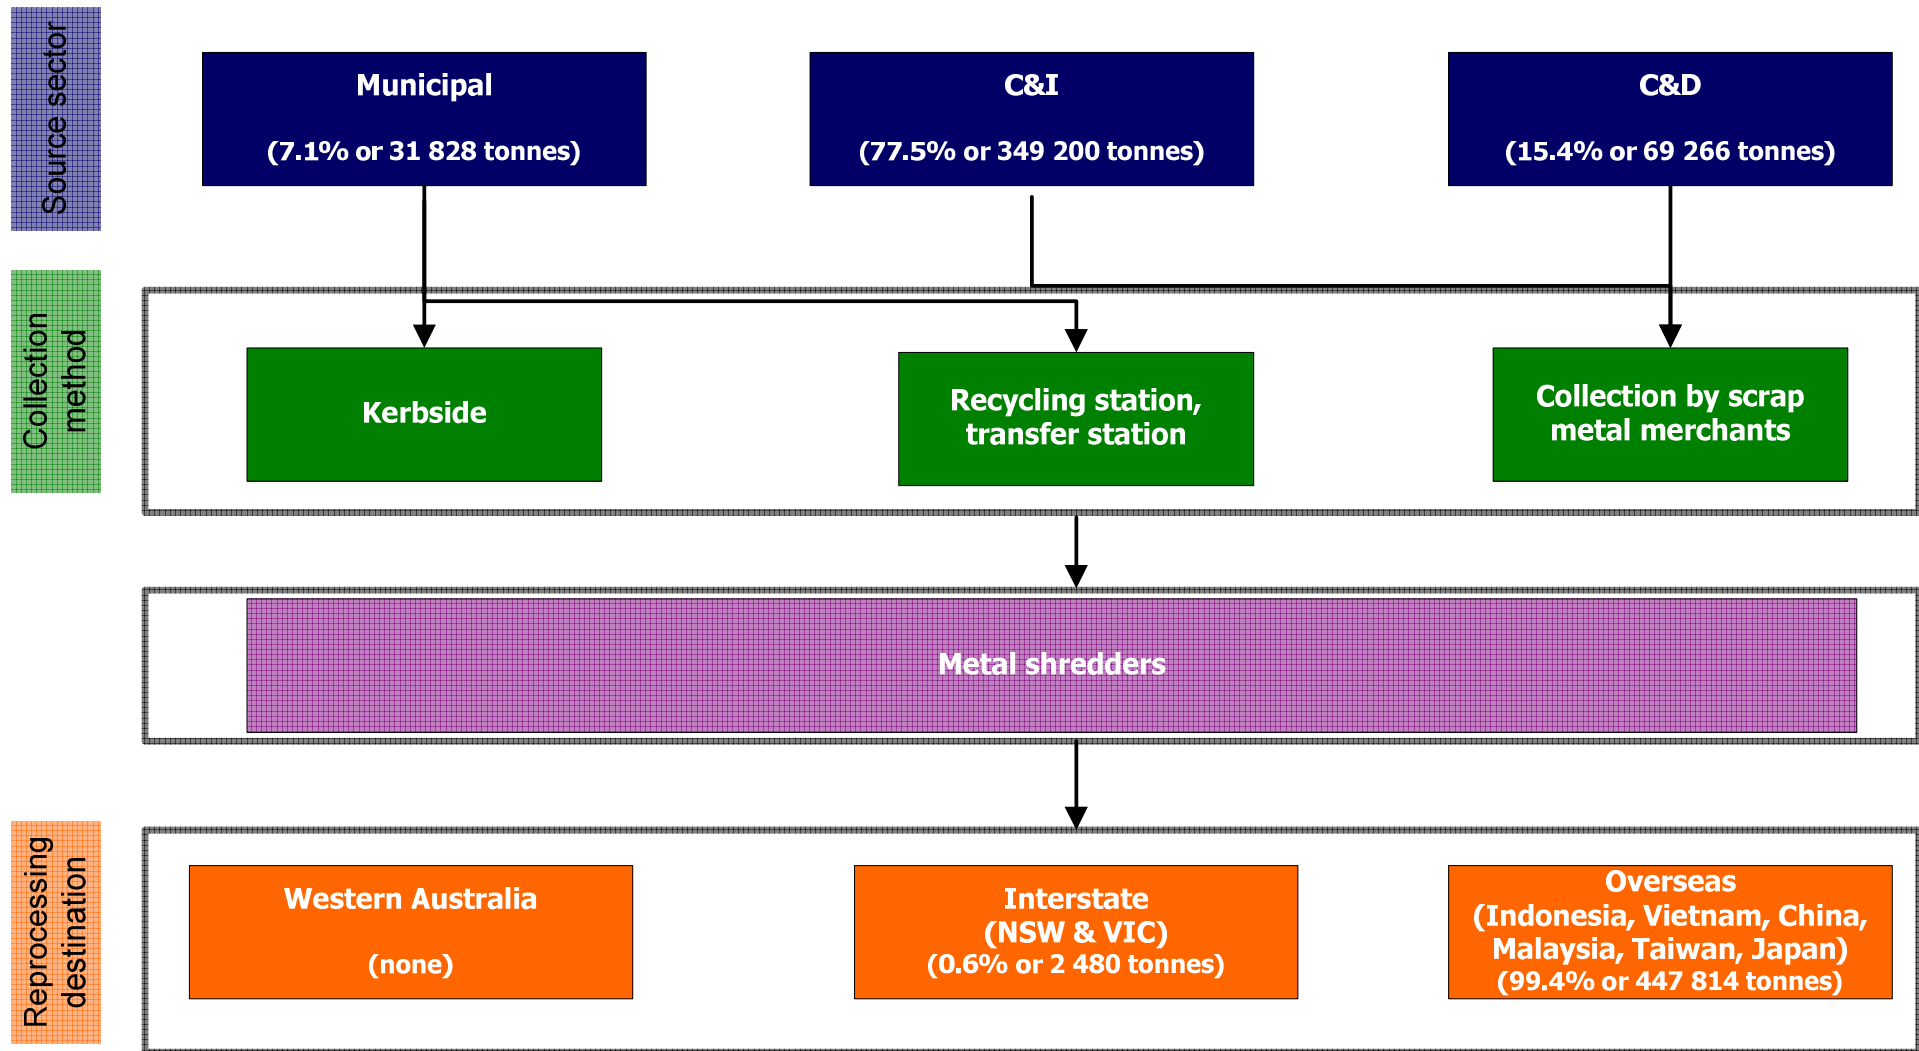 Source sector
Municipal
(7.1% or 31 828 tonnes)
C&I
(77.5% or 349 200 tonnes)
C&D
(15.4% or 69 266 tonnes)
Collection
method
Kerbside
Recycling station,
transfer station
Collection by scrap
metal merchants
Metal shredders
Reprocessing
destination
Western Australia
(none)
Interstate
(NSW & VIC)
(0.6% or 2 480 tonnes)
Overseas
(Indonesia, Vietnam, China,
Malaysia, Taiwan, Japan)
(99.4% or 447 814 tonnes)